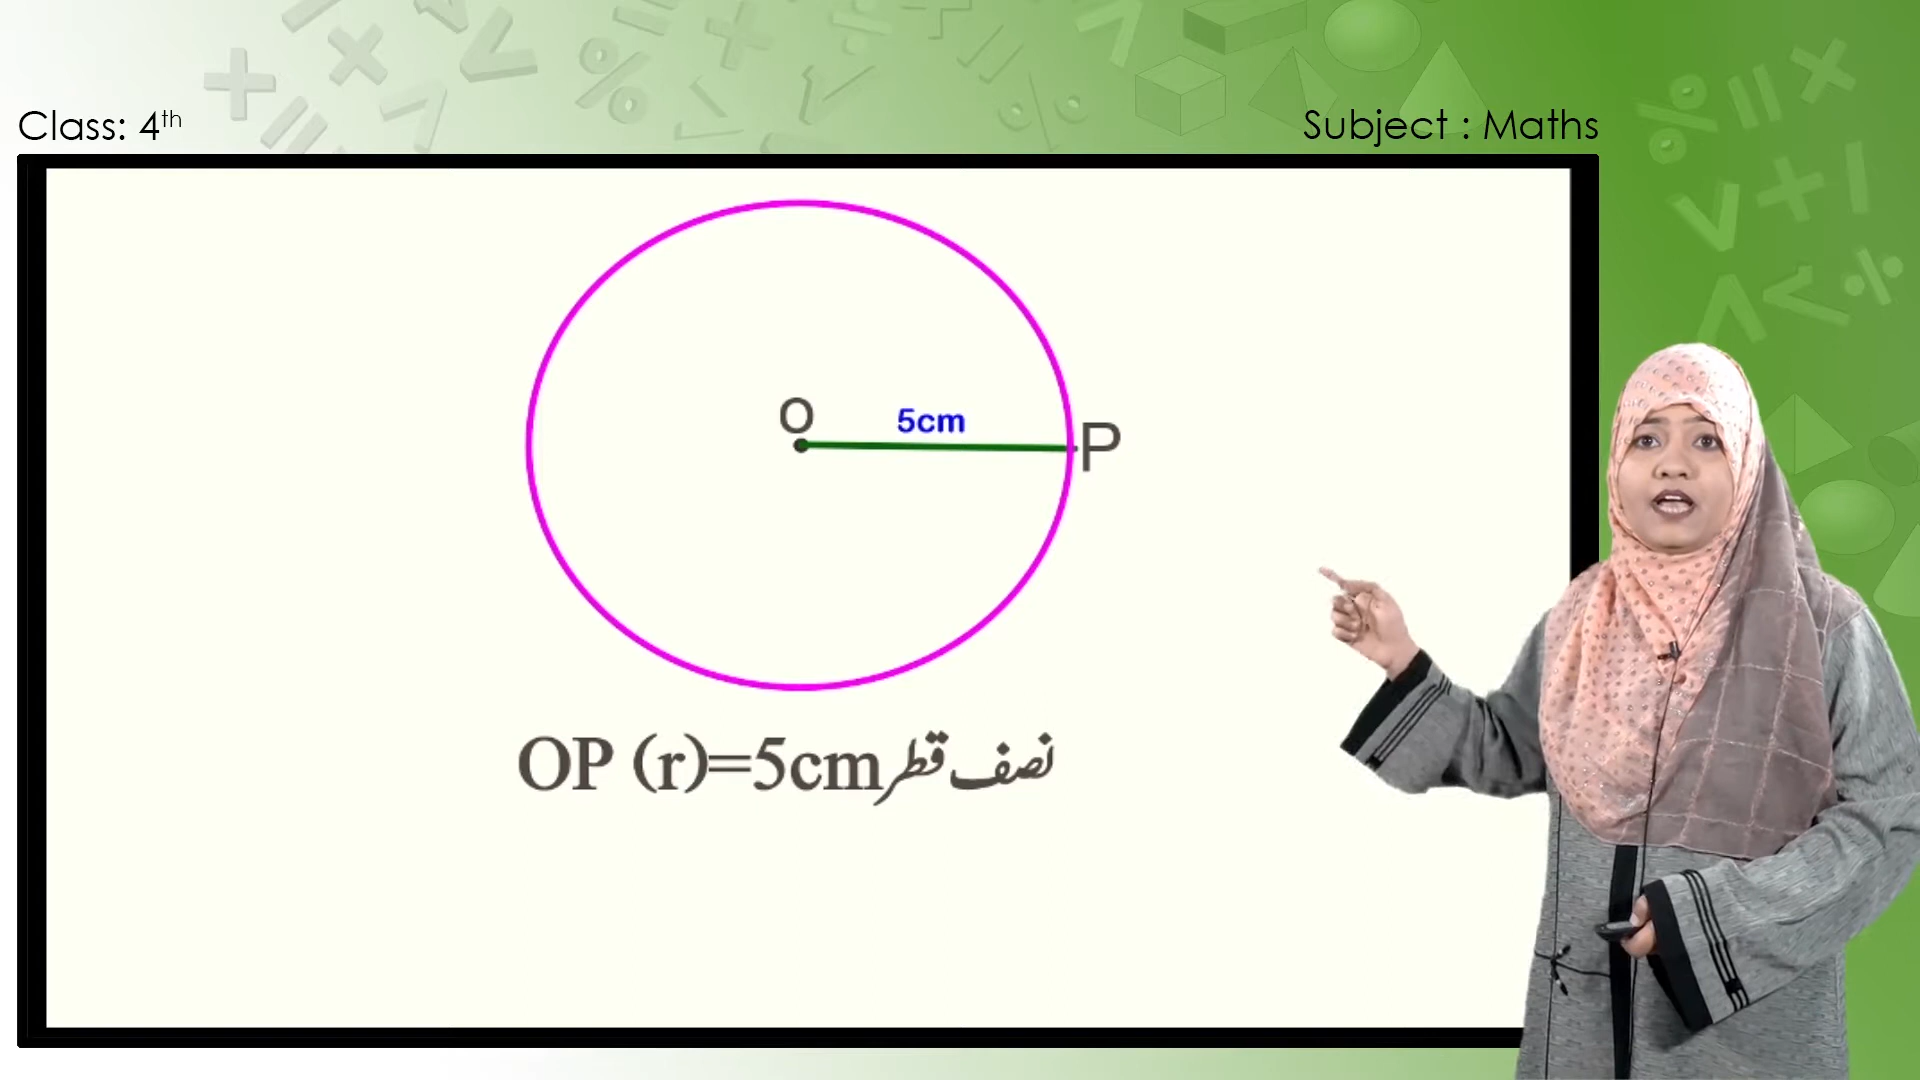 Class: 4th
Subject : Maths
O
5cm
P
نصف قطر OP (r)=5cm